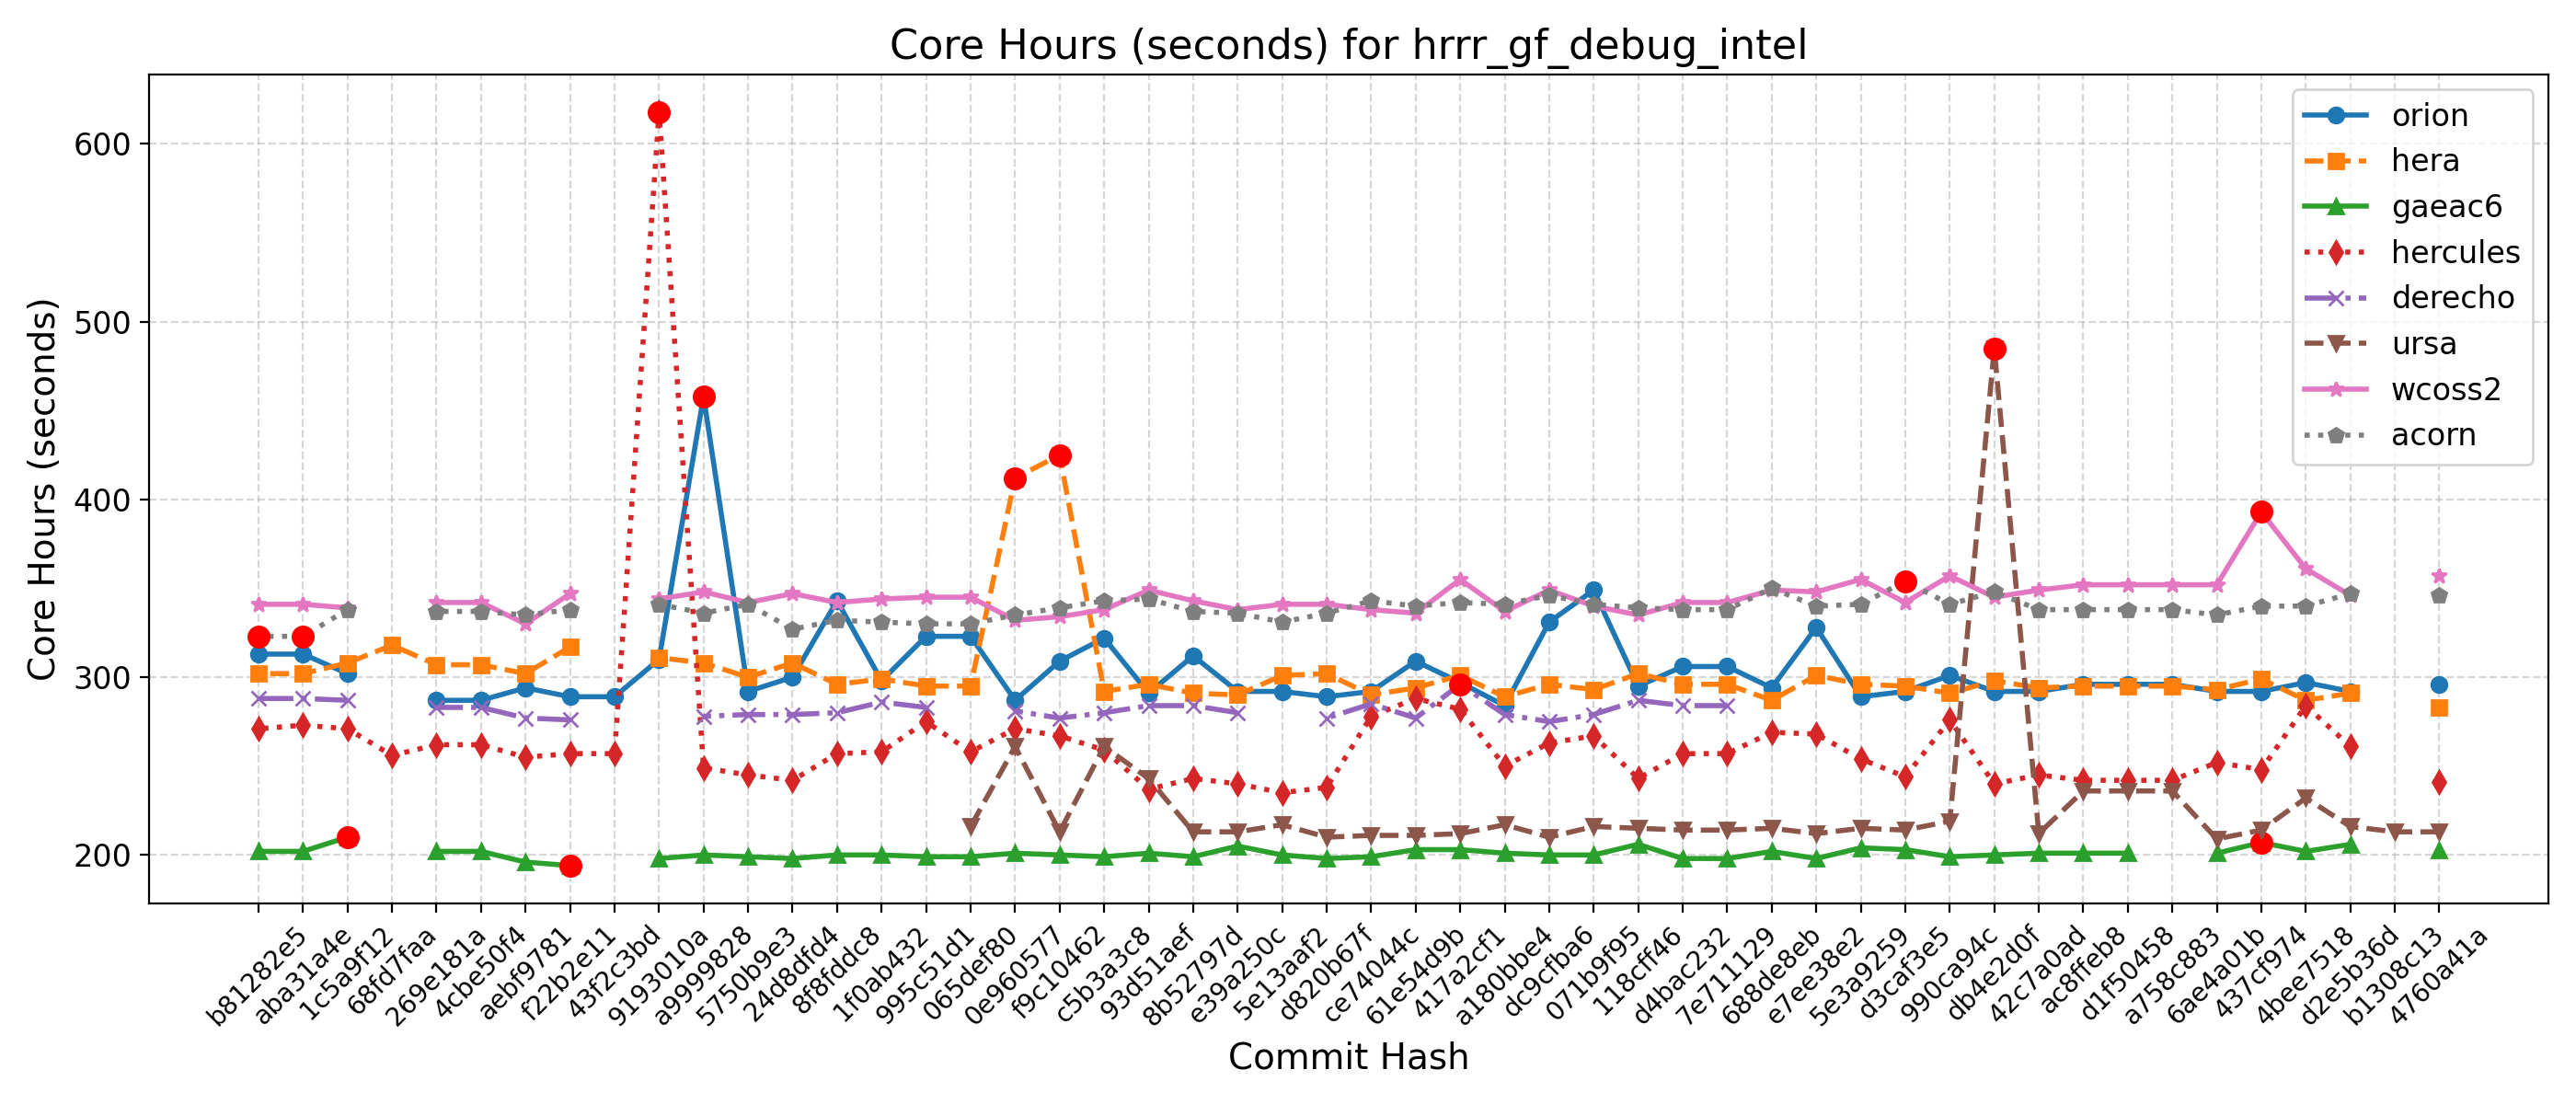 Core Hours (seconds) for hrrr_gf_debug_intel
Core Hours (seconds)
600
500
400
300
200
orion
hera
gaeac6
hercules
derecho
ursa
wcoss2
acorn
b81282e5
aba31a4e
1c5a9f12
68fd7faa
269e181a
4cbe50f4
aebf9781
f22b2e11
43f2c3bd
9193010a
a9999828
5750b9e3
24d8dfd4
8f8fddc8
1f0ab432
995c51d1
065def80
0e960577
f9c10462
c5b3a3c8
93d51aef
8b52797d
e39a250c
5e13aaf2
d820b67f
ce74044c
61e54d9b
417a2cf1
a180bbe4
dc9cfba6
071b9f95
118cff46
d4bac232
7e711129
688de8eb
e7ee38e2
5e3a9259
d3caf3e5
990ca94c
db4e2d0f
42c7a0ad
ac8ffeb8
d1f50458
a758c883
6ae4a01b
437cf974
4bee7518
d2e5b36d
b1308c13
4760a41a
Commit Hash